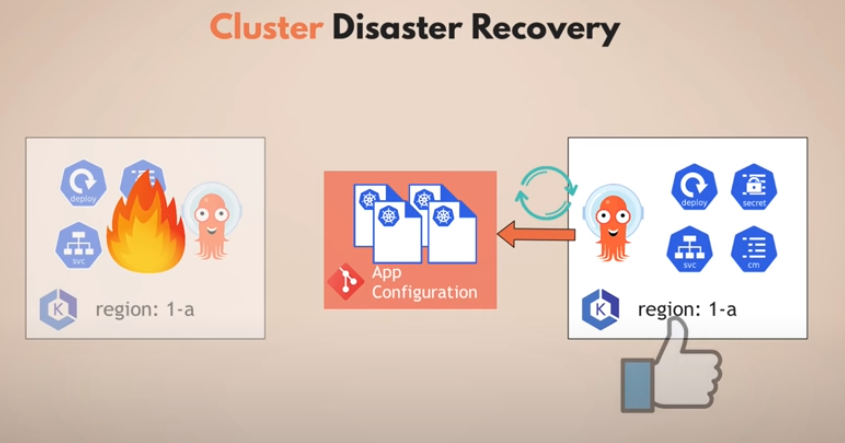 Cluster Disaster Recovery
deploy
svc
region: 1-a
App
Configuration
deploy
secret
svc
cm
K
region: 1-a
K